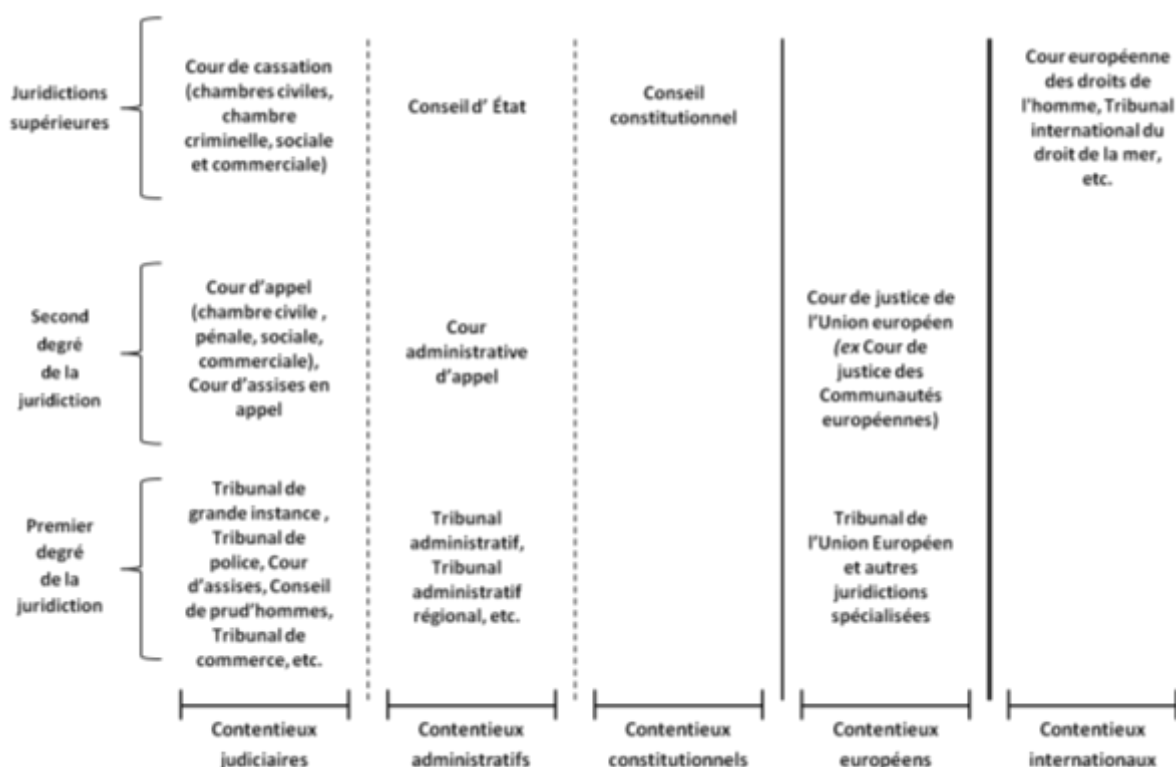 Juridictions
supérieures
Cour de cassation
(chambres civiles,
chambre
criminelle, sociale
et commerciale)
Conseil d' État
Conseil
constitutionnel
Cour européenne
des droits de
l'homme, Tribunal
international du
droit de la mer,
etc.
Second
degré
de la
juridiction
Cour d'appel
(chambre civile ,
pénale, sociale,
commerciale),
Cour d'assises en
appel
Cour
administrative
d'appel
Cour de justice de
l'Union européen
(ex Cour de
justice des
Communautés
européennes)
Premier
degré
de la
juridiction
Tribunal de
grande instance ,
Tribunal de
police, Cour
d'assises, Conseil
de prud'hommes,
Tribunal de
commerce, etc.
Tribunal
administratif,
Tribunal
administratif
régional, etc.
Tribunal de
l'Union Européen
et autres
juridictions
spécialisées
Contentieux
judiciaires
Contentieux
administratifs
Contentieux
constitutionnels
Contentieux
européens
Contentieux
internationaux